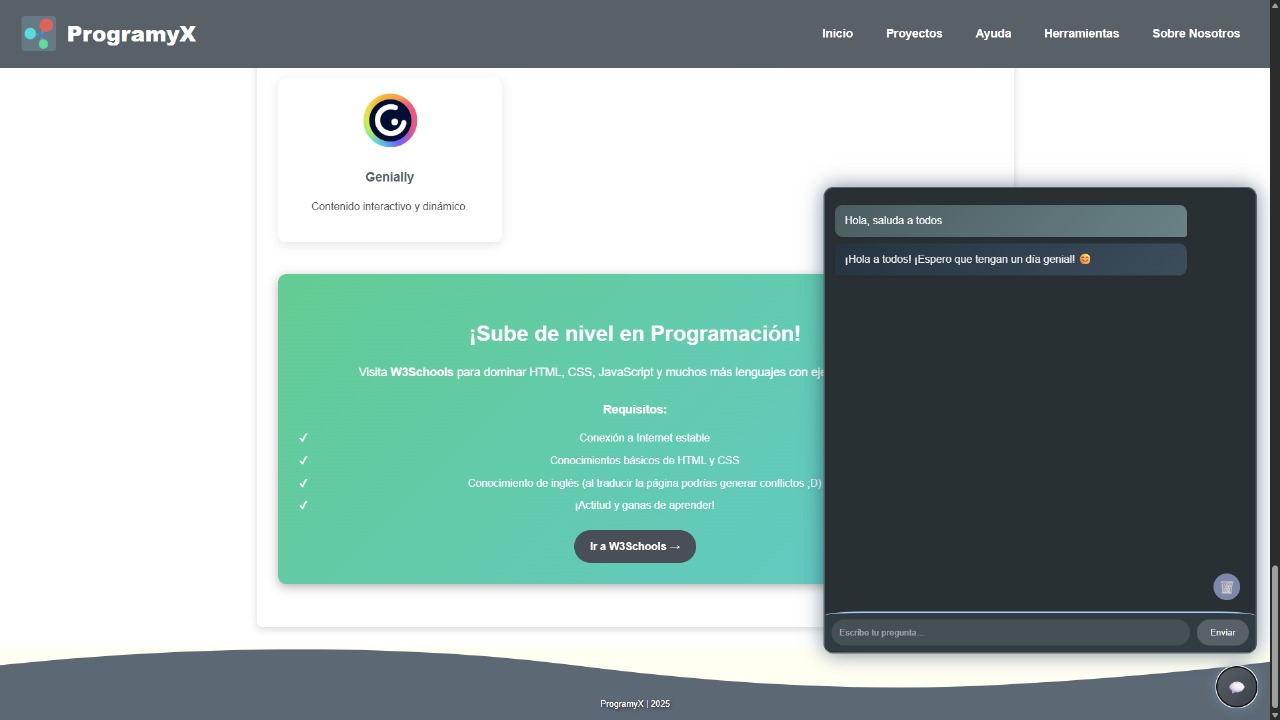 ProgramyX
Inicio Proyectos Ayuda Herramientas Sobre Nosotros
Genially
Contenido interactivo y dinámico.
¡Sube de nivel en Programación!
Visita W3Schools para dominar HTML, CSS, JavaScript y muchos más lenguajes con
Requisitos:
✓ Conexión a Internet estable
✓ Conocimientos básicos de HTML y CSS
✓ Conocimiento de inglés (al traducir la página podrías generar conflictos ;D)
✓ ¡Actitud y ganas de aprender!
Ir a W3Schools →
Hola, saluda a todos
¡Hola a todos! ¡Espero que tengan un día genial! 😊
Escribe tu pregunta...
Enviar
ProgramyX | 2025